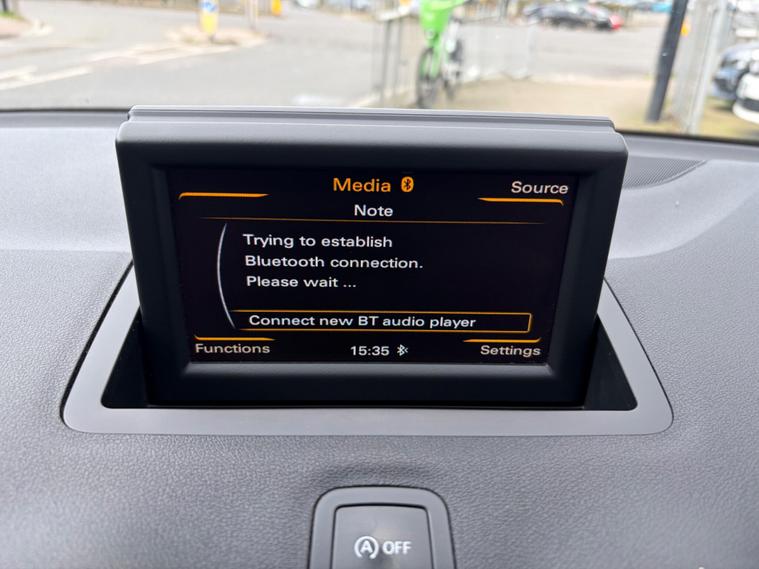 Media
Source
Note
Trying to establish
Bluetooth connection.
Please wait ...
Connect new BT audio player
Functions
15:35
Settings
A OFF